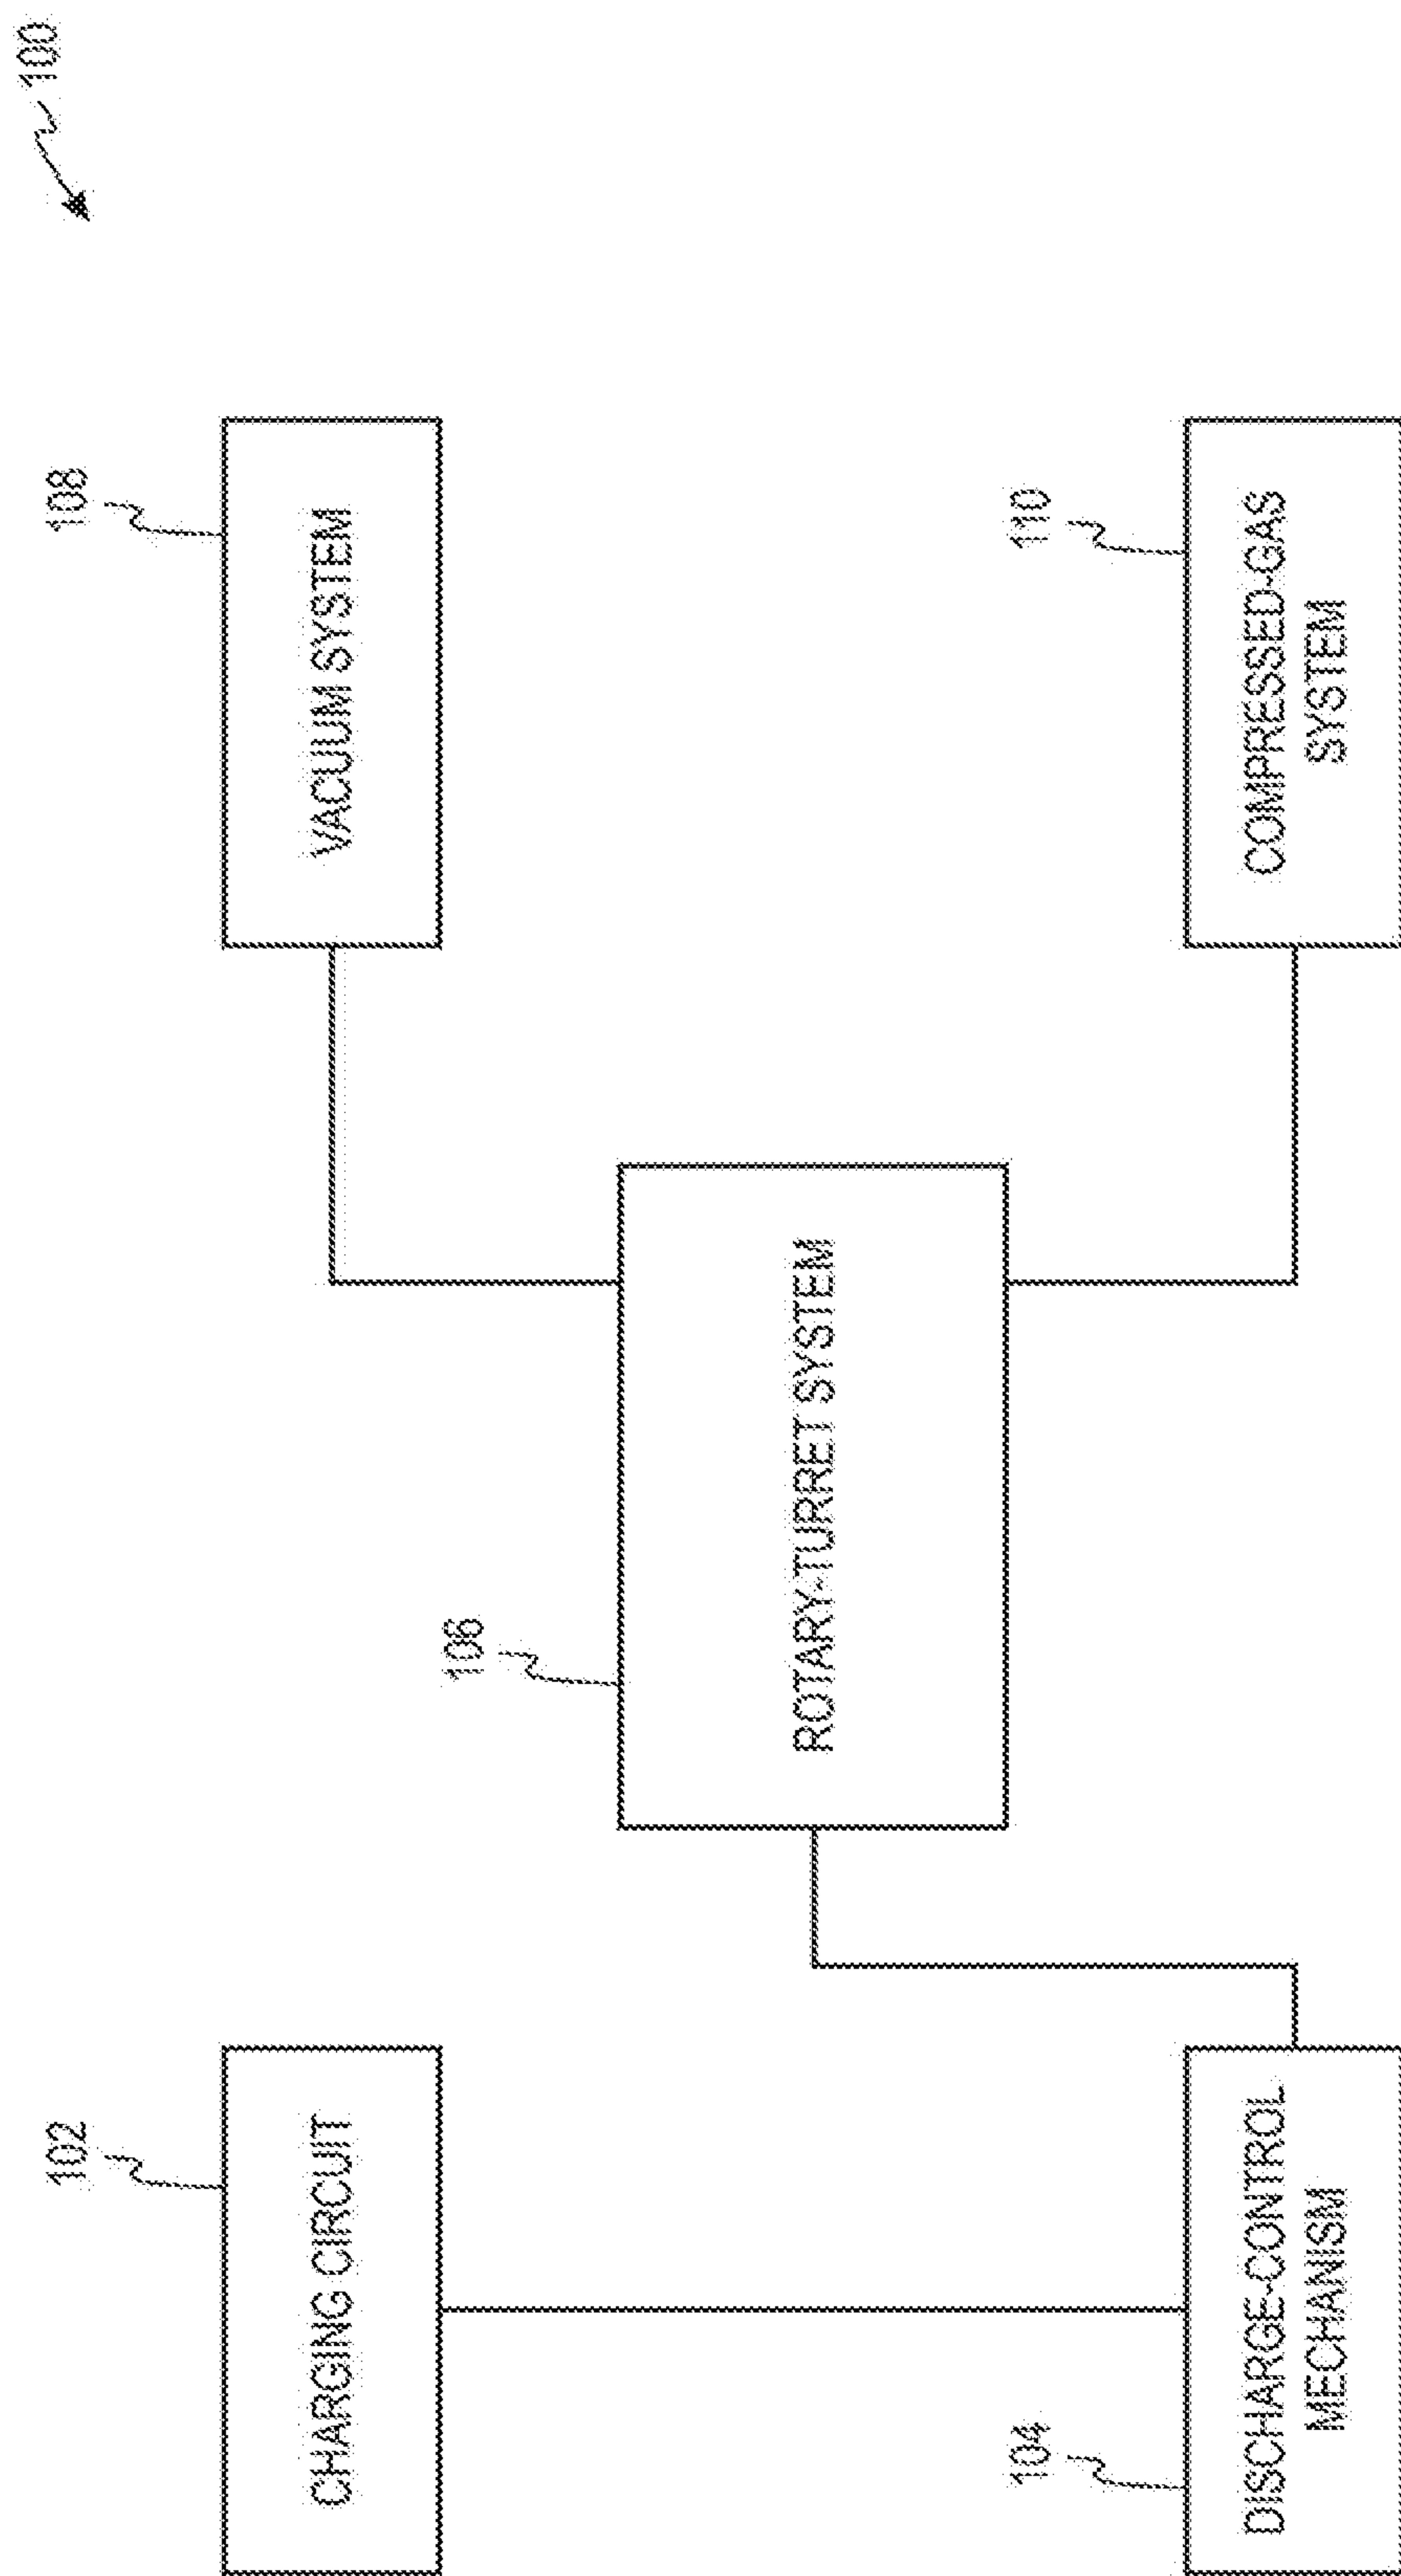 100
102
CHARGING CIRCUIT
108
VACUUM SYSTEM
106
ROTARY-TURRET SYSTEM
104
DISCHARGE-CONTROL
MECHANISM
110
COMPRESSED-GAS
SYSTEM